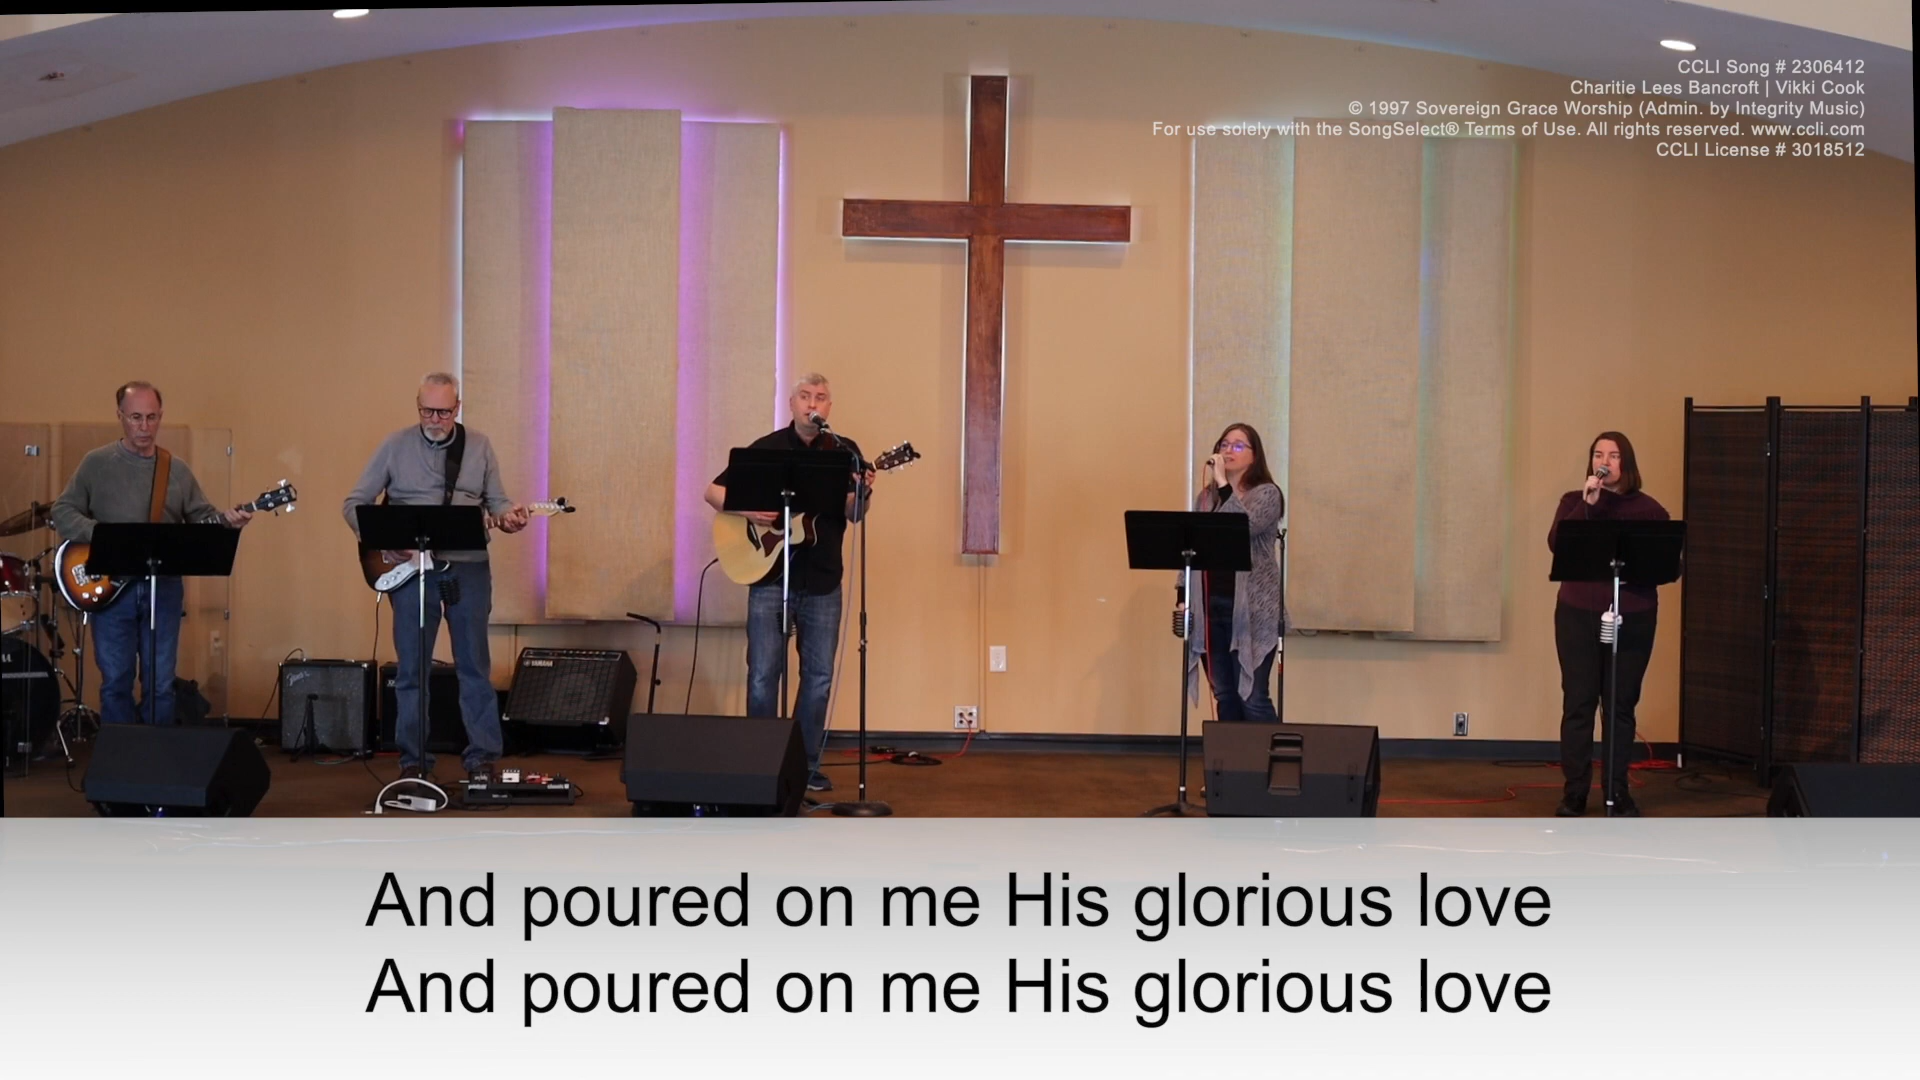 CCLI Song # 2306412
Charitie Lees Bancroft | Vikki Cook
© 1997 Sovereign Grace Worship (Admin. by Integrity Music)
For use solely with the SongSelect® Terms of Use. All rights reserved. www.ccli.com
CCLI License # 3018512
Fender
YAMAHA
And poured on me His glorious love
And poured on me His glorious love